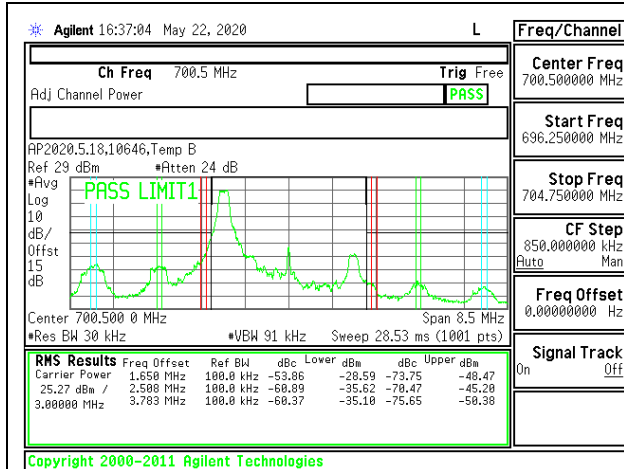 Agilent 16:37:04 May 22, 2020 L
Freq/Channel
Ch Freq 700.5 MHz Trig Free
Adj Channel Power PASS
Center Freq
700.500000 MHz
Start Freq
696.250000 MHz
Stop Freq
704.750000 MHz
CF Step
850.000000 kHz
Auto Man
Freq Offset
0.00000000 Hz
Signal Track
On Off
AP2020.5.18,10646,Temp B
Ref 29 dBm #Atten 24 dB
#Avg
Log
10
dB/
Offst
15
dB
PASS LIMIT1
Center 700.500 0 MHz Span 8.5 MHz
#Res BW 30 kHz #VBW 91 kHz Sweep 28.53 ms (1001 pts)
RMS Results Freq Offset Ref BW dBc Lower dBm dBc Upper dBm
Carrier Power 1.650 MHz 100.0 kHz -53.86 -28.59 -73.75 -48.47
25.27 dBm / 2.508 MHz 100.0 kHz -60.89 -35.62 -70.47 -45.20
3.00000 MHz 3.783 MHz 100.0 kHz -60.37 -35.10 -75.65 -50.38
Copyright 2000-2011 Agilent Technologies